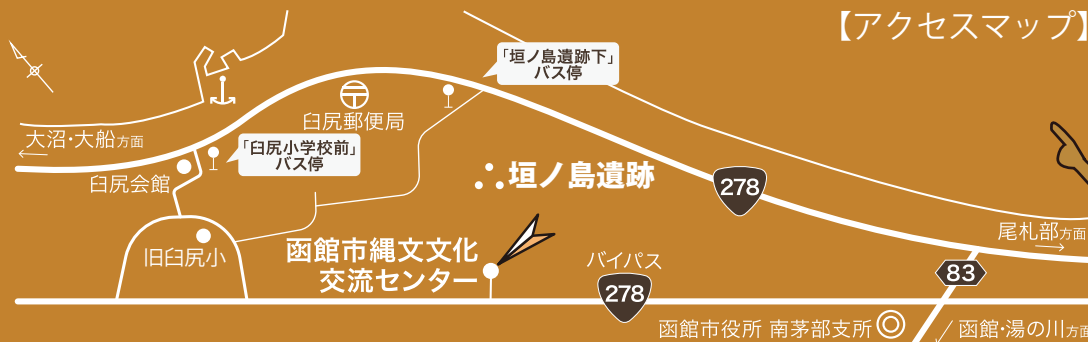 【アクセスマップ】
「垣ノ島遺跡下」
バス停
臼尻郵便局
大沼・大船方面
「臼尻小学校前」
バス停
臼尻会館
垣ノ島遺跡
278
旧臼尻小
函館市縄文文化
交流センター
バイパス
278
尾札部方面
83
函館市役所 南茅部支所
函館・湯の川方面